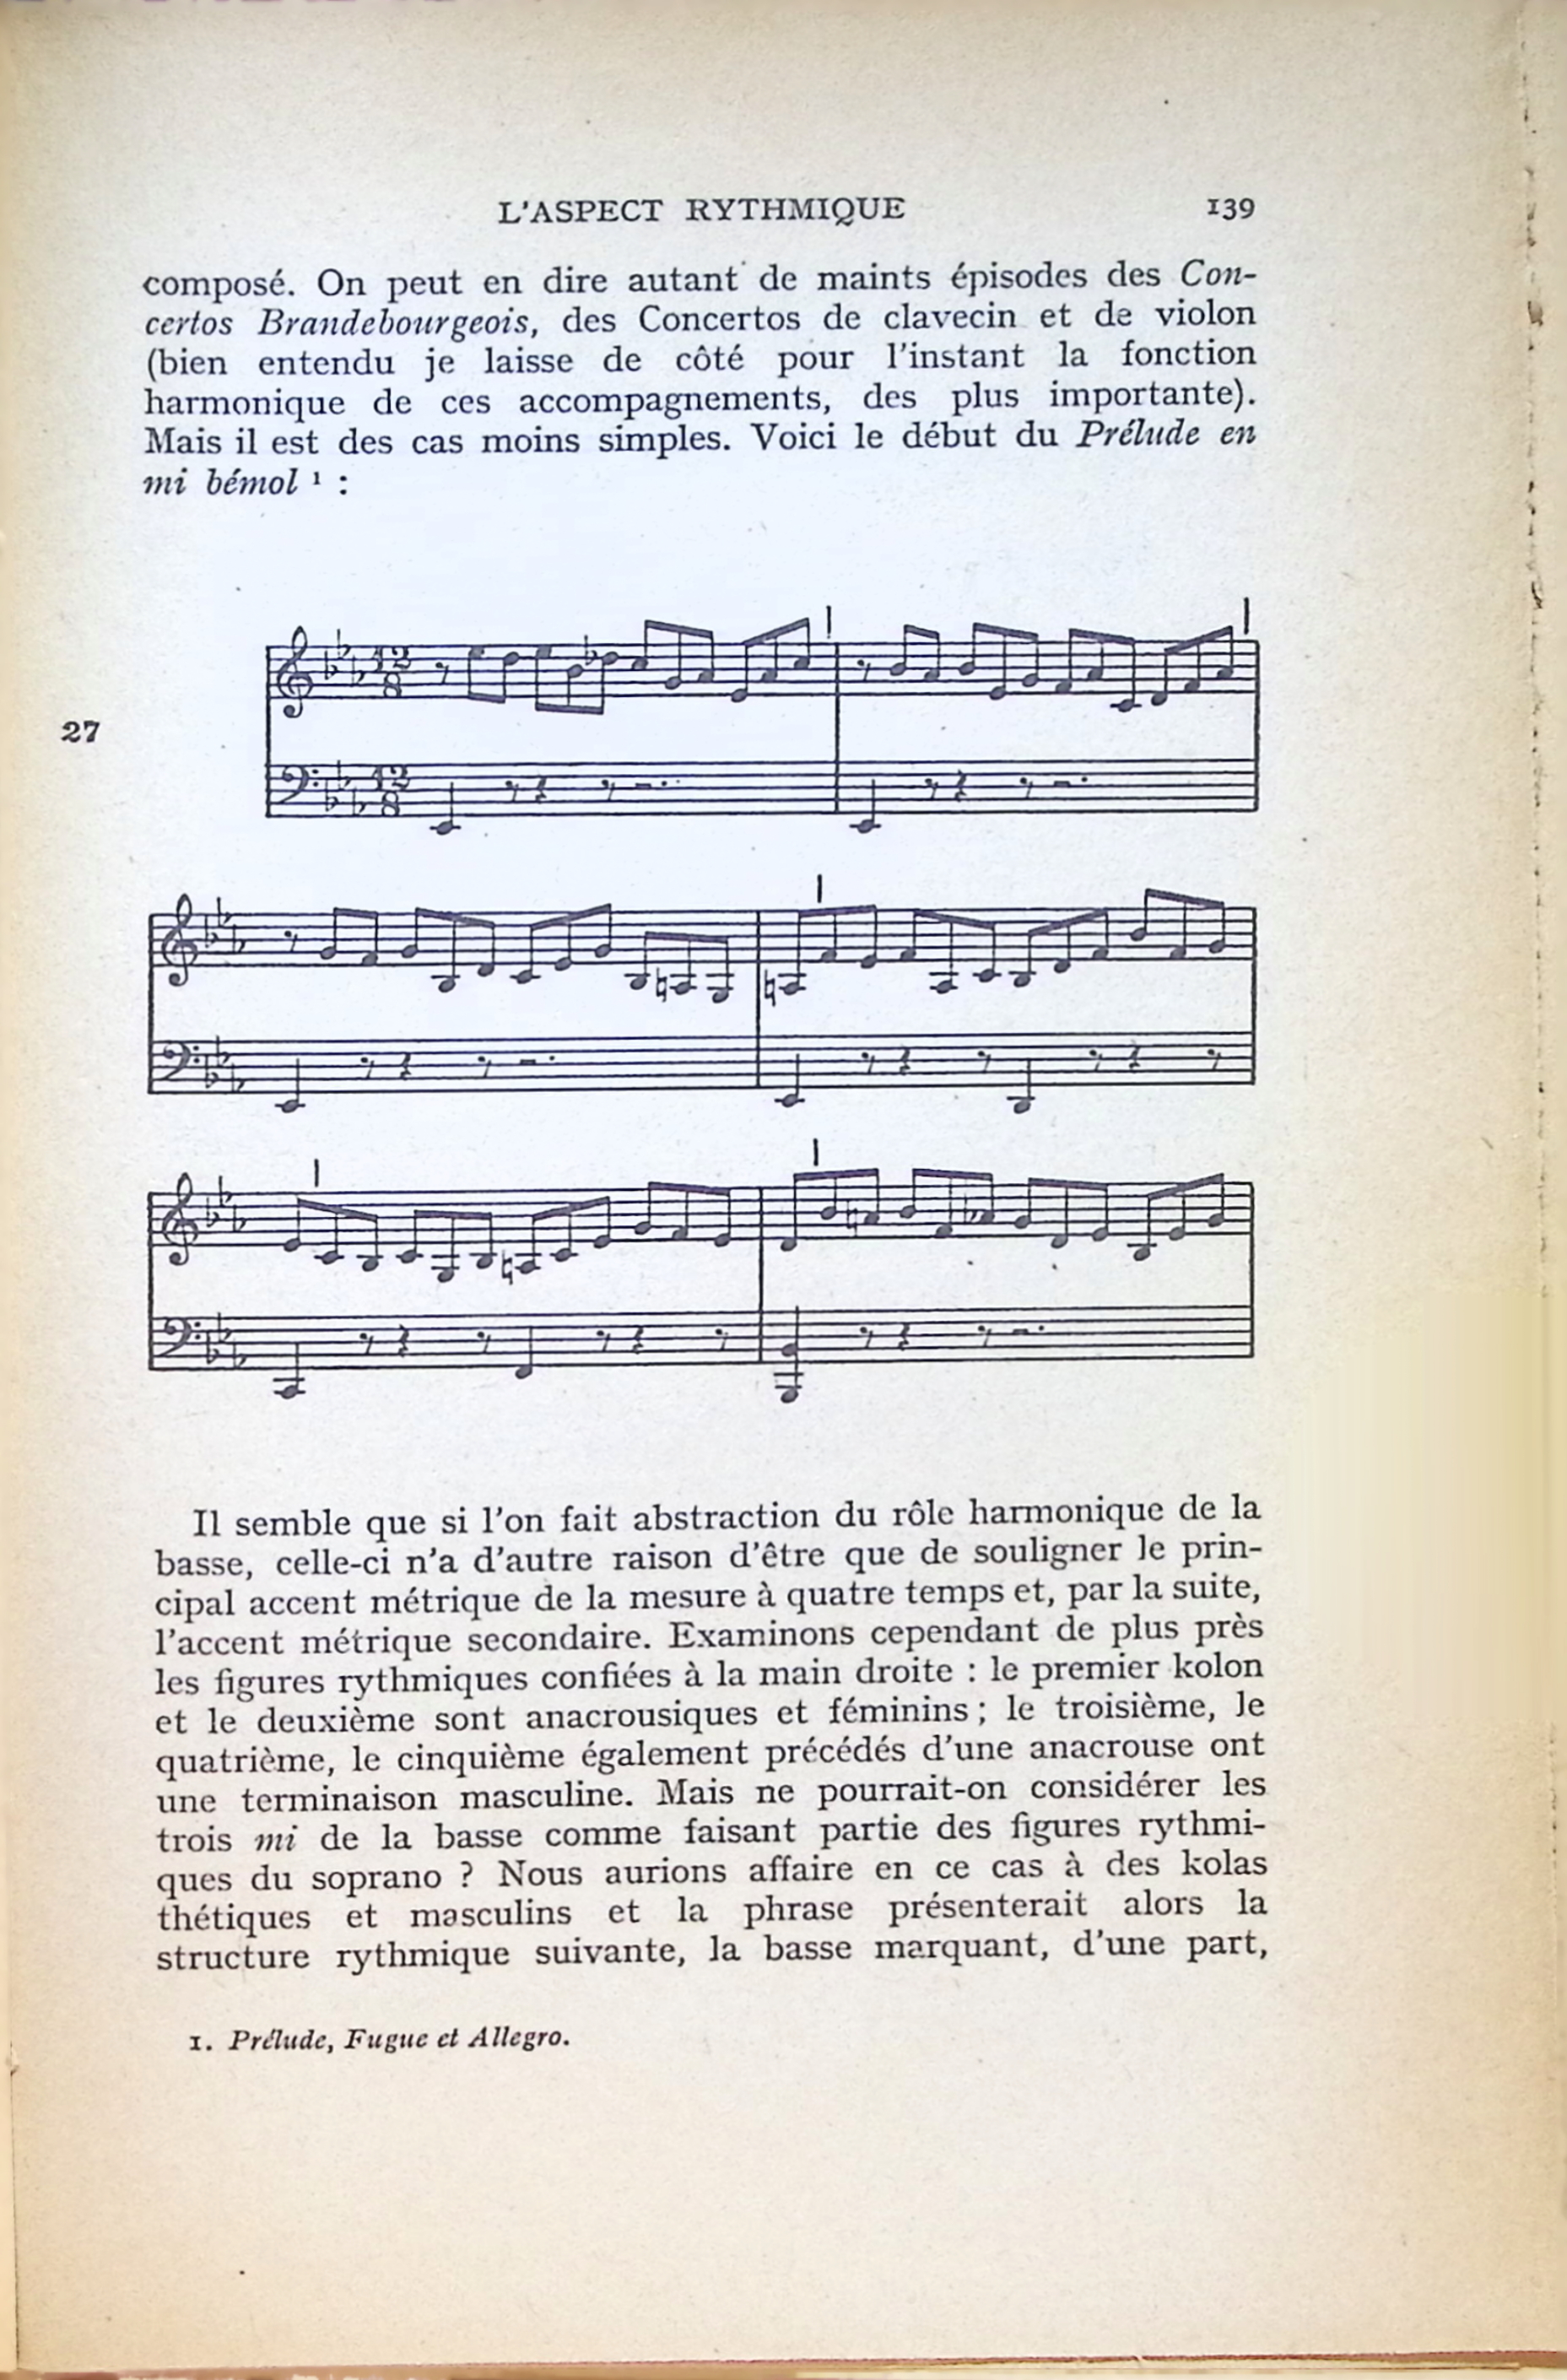 L'ASPECT RYTHMIQUE 139
composé. On peut en dire autant de maints épisodes des Con-
certos Brandebourgeois, des Concertos de clavecin et de violon
(bien entendu je laisse de côté pour l'instant la fonction
harmonique de ces accompagnements, des plus importante).
Mais il est des cas moins simples. Voici le début du Prélude en
mi bémol ¹ :
12
8
27
12
8
Il semble que si l'on fait abstraction du rôle harmonique de la
basse, celle-ci n'a d'autre raison d'être que de souligner le prin-
cipal accent métrique de la mesure à quatre temps et, par la suite,
l'accent métrique secondaire. Examinons cependant de plus près
les figures rythmiques confiées à la main droite : le premier kolon
et le deuxième sont anacrousiques et féminins ; le troisième, le
quatrième, le cinquième également précédés d'une anacrouse ont
une terminaison masculine. Mais ne pourrait-on considérer les
trois mi de la basse comme faisant partie des figures rythmi-
ques du soprano ? Nous aurions affaire en ce cas à des kolas
thétiques et masculins et la phrase présenterait alors la
structure rythmique suivante, la basse marquant, d'une part,
1. Prélude, Fugue et Allegro.